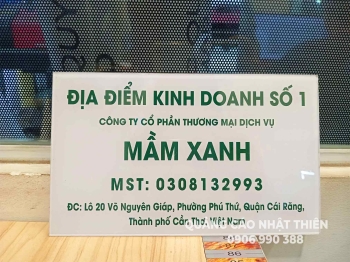 ĐỊA ĐIỂM KINH DOANH SỐ 1
CÔNG TY CỔ PHẦN THƯƠNG MẠI DỊCH VỤ
MẦM XANH
MST: 0308132993
ĐC: Lô 20 Võ Nguyên Giáp, Phường Phú Thứ, Quận Cái Răng,
Thành phố Cần Thơ, Việt Nam
QUẢNG CÁO NHẬT THIÊN
0906 990 388
86